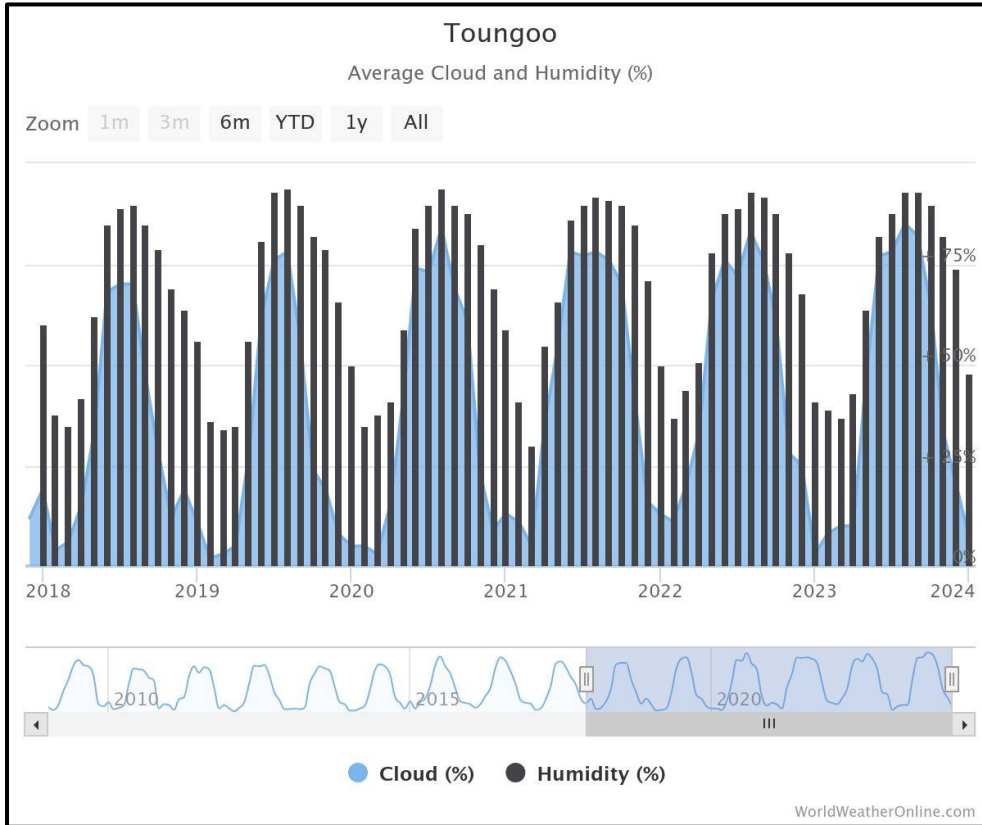 Toungoo
Average Cloud and Humidity (%)
Zoom 1m 3m 6m YTD 1y All
75%
50%
25%
0%
2018 2019 2020 2021 2022 2023 2024
2010 2015 2020
Cloud (%) Humidity (%)
WorldWeatherOnline.com